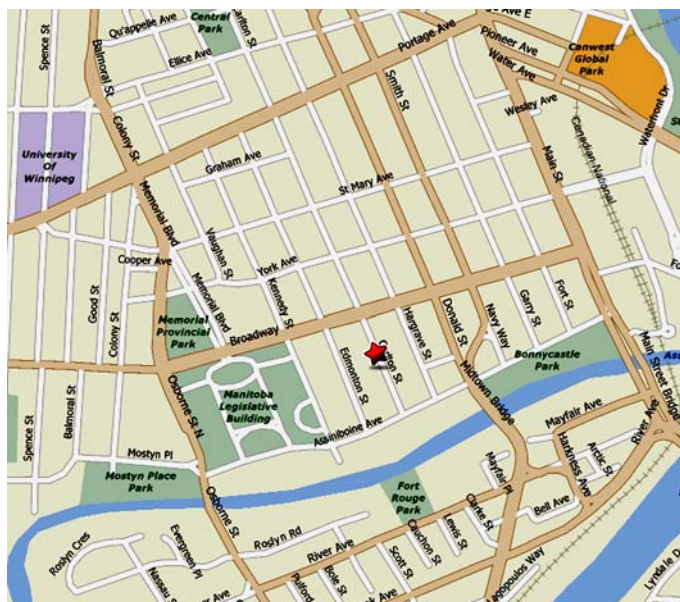 Spence St
Qu'appelle Ave
Central
Park
Carlton St
Ave E
Pioneer Ave
Portage Ave
Water Ave
Canwest
Global
Park
Balmoral St
Ellice Ave
Smith St
Wesley Ave
Waterfront Dr
St
Colony St
Canadian National
Main St
University
Of
Winnipeg
Graham Ave
St Mary Ave
Memorial Blvd
Vaughan St
Cooper Ave
York Ave
Good St
Colony St
Memorial Blvd
Kennedy St
Memorial
Provincial
Park
Broadway
Hargrave St
Donald St
Navy Way
Garry St
Fort St
Fo
Edmonton St
Main Street Bridge
Ass
Bonnycastle
Park
Manitoba
Legislative
Building
Midtown Bridge
Osborne St N
Spence St
Balmoral St
Assiniboine Ave
Mayfair Ave
River Ave
Mostyn Pl
Mostyn Place
Park
Harkness Ave
Arctic St
Mayfair Pl
Fort
Rouge
Park
Osborne St
Clarke St
Bell Ave
Roslyn Cres
Evergreen Pl
Roslyn Rd
River Ave
Lewis St
Cauchon St
Scott St
Bole St
Nassau S
Lyrdale D